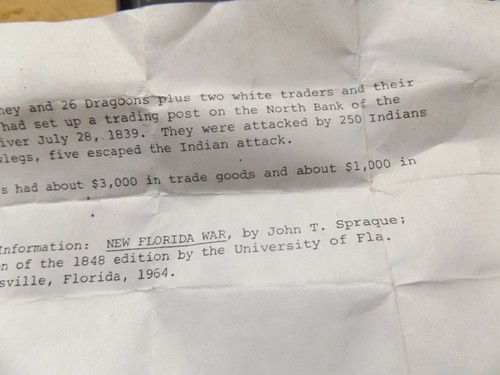 ney and 26 Dragoons plus two white traders and their
had set up a trading post on the North Bank of the
iver July 28, 1839. They were attacked by 250 Indians
wlegs, five escaped the Indian attack.
s had about $3,000 in trade goods and about $1,000 in
Information: NEW FLORIDA WAR, by John T. Sprague;
n of the 1848 edition by the University of Fla.
sville, Florida, 1964.